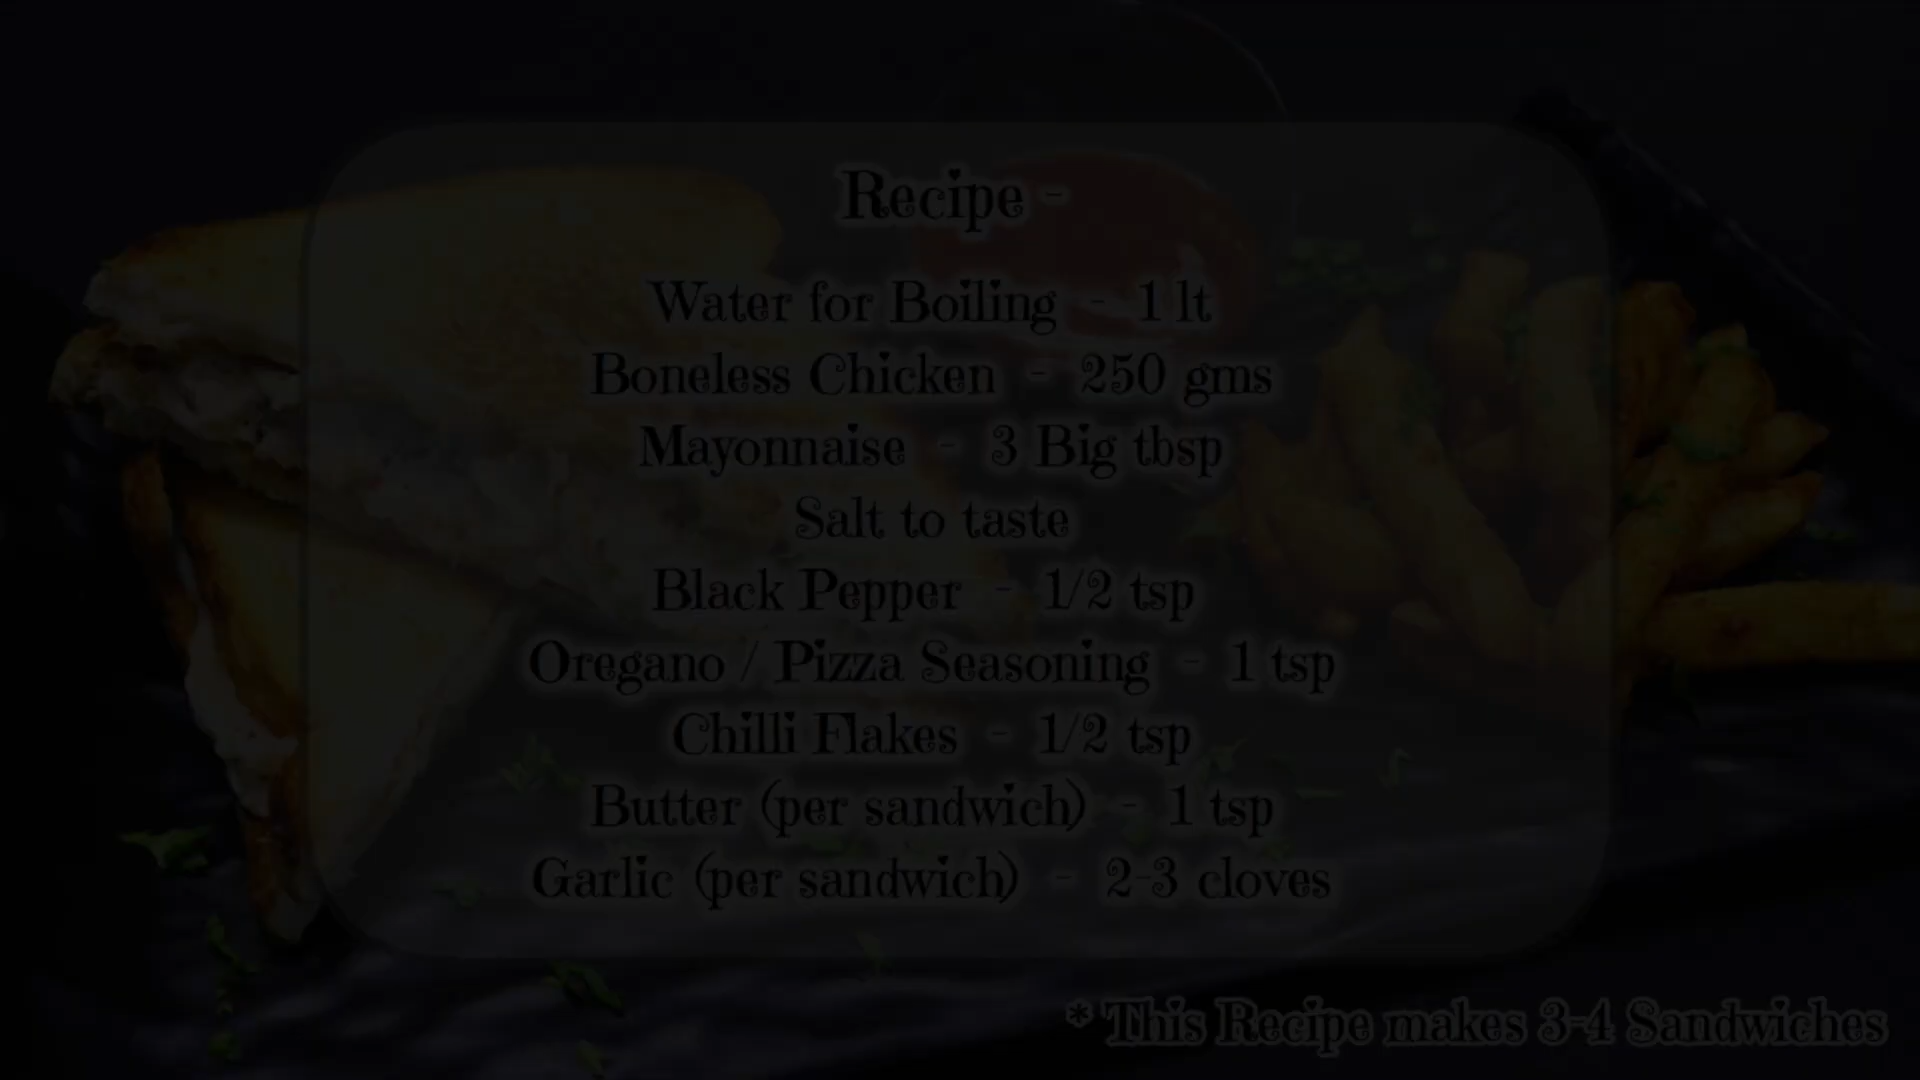 Recipe -
Water for Boiling - 1 lt
Boneless Chicken - 250 gms
Mayonnaise - 3 Big tbsp
Salt to taste
Black Pepper - 1/2 tsp
Oregano / Pizza Seasoning - 1 tsp
Chilli Flakes - 1/2 tsp
Butter (per sandwich) - 1 tsp
Garlic (per sandwich) - 2-3 cloves
* This Recipe makes 3-4 Sandwiches